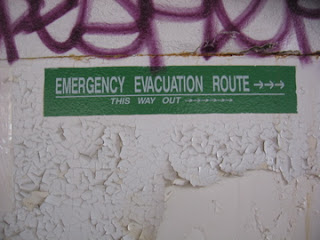 EMERGENCY EVACUATION ROUTE →→→
THIS WAY OUT →→→→→→